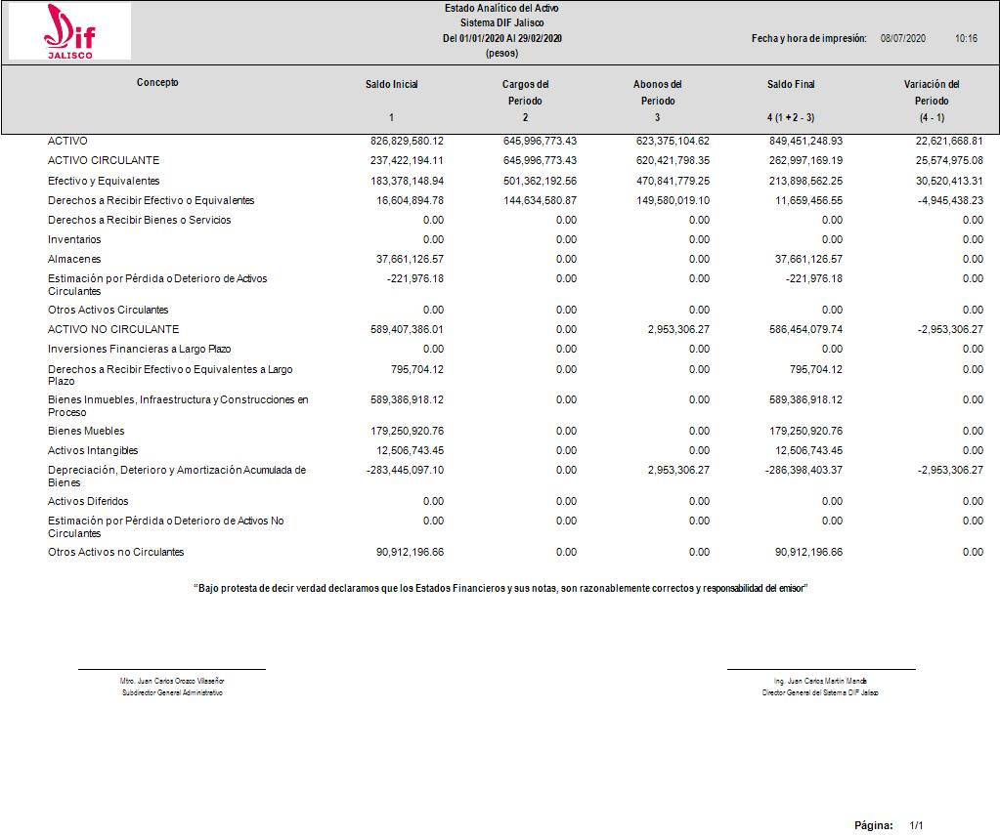 Dif
JALISCO
Estado Analítico del Activo
Sistema DIF Jalisco
Del 01/01/2020 Al 29/02/2020
(pesos)
Fecha y hora de impresión: 08/07/2020 10:16
Concepto Saldo Inicial Cargos del Abonos del Saldo Final Variación del
Periodo Periodo Periodo
1 2 3 4 (1 + 2 - 3) (4 - 1)
ACTIVO 826,829,580.12 645,996,773.43 623,375,104.62 849,451,248.93 22,621,668.81
ACTIVO CIRCULANTE 237,422,194.11 645,996,773.43 620,421,798.35 262,997,169.19 25,574,975.08
Efectivo y Equivalentes 183,378,148.94 501,362,192.56 470,841,779.25 213,898,562.25 30,520,413.31
Derechos a Recibir Efectivo o Equivalentes 16,604,894.78 144,634,580.87 149,580,019.10 11,659,456.55 -4,945,438.23
Derechos a Recibir Bienes o Servicios 0.00 0.00 0.00 0.00 0.00
Inventarios 0.00 0.00 0.00 0.00 0.00
Almacenes 37,661,126.57 0.00 0.00 37,661,126.57 0.00
Estimación por Pérdida o Deterioro de Activos -221,976.18 0.00 0.00 -221,976.18 0.00
Circulantes
Otros Activos Circulantes 0.00 0.00 0.00 0.00 0.00
ACTIVO NO CIRCULANTE 589,407,386.01 0.00 2,953,306.27 586,454,079.74 -2,953,306.27
Inversiones Financieras a Largo Plazo 0.00 0.00 0.00 0.00 0.00
Derechos a Recibir Efectivo o Equivalentes a Largo 795,704.12 0.00 0.00 795,704.12 0.00
Plazo
Bienes Inmuebles, Infraestructura y Construcciones en 589,386,918.12 0.00 0.00 589,386,918.12 0.00
Proceso
Bienes Muebles 179,250,920.76 0.00 0.00 179,250,920.76 0.00
Activos Intangibles 12,506,743.45 0.00 0.00 12,506,743.45 0.00
Depreciación, Deterioro y Amortización Acumulada de -283,445,097.10 0.00 2,953,306.27 -286,398,403.37 -2,953,306.27
Bienes
Activos Diferidos 0.00 0.00 0.00 0.00 0.00
Estimación por Pérdida o Deterioro de Activos No 0.00 0.00 0.00 0.00 0.00
Circulantes
Otros Activos no Circulantes 90,912,196.66 0.00 0.00 90,912,196.66 0.00
“Bajo protesta de decir verdad declaramos que los Estados Financieros y sus notas, son razonablemente correctos y responsabilidad del emisor”
Mtro. Juan Carlos Orozco Villaseñor Ing. Juan Carlos Martín Mancilla
Subdirector General Administrativo Director General del Sistema DIF Jalisco
Página: 1/1